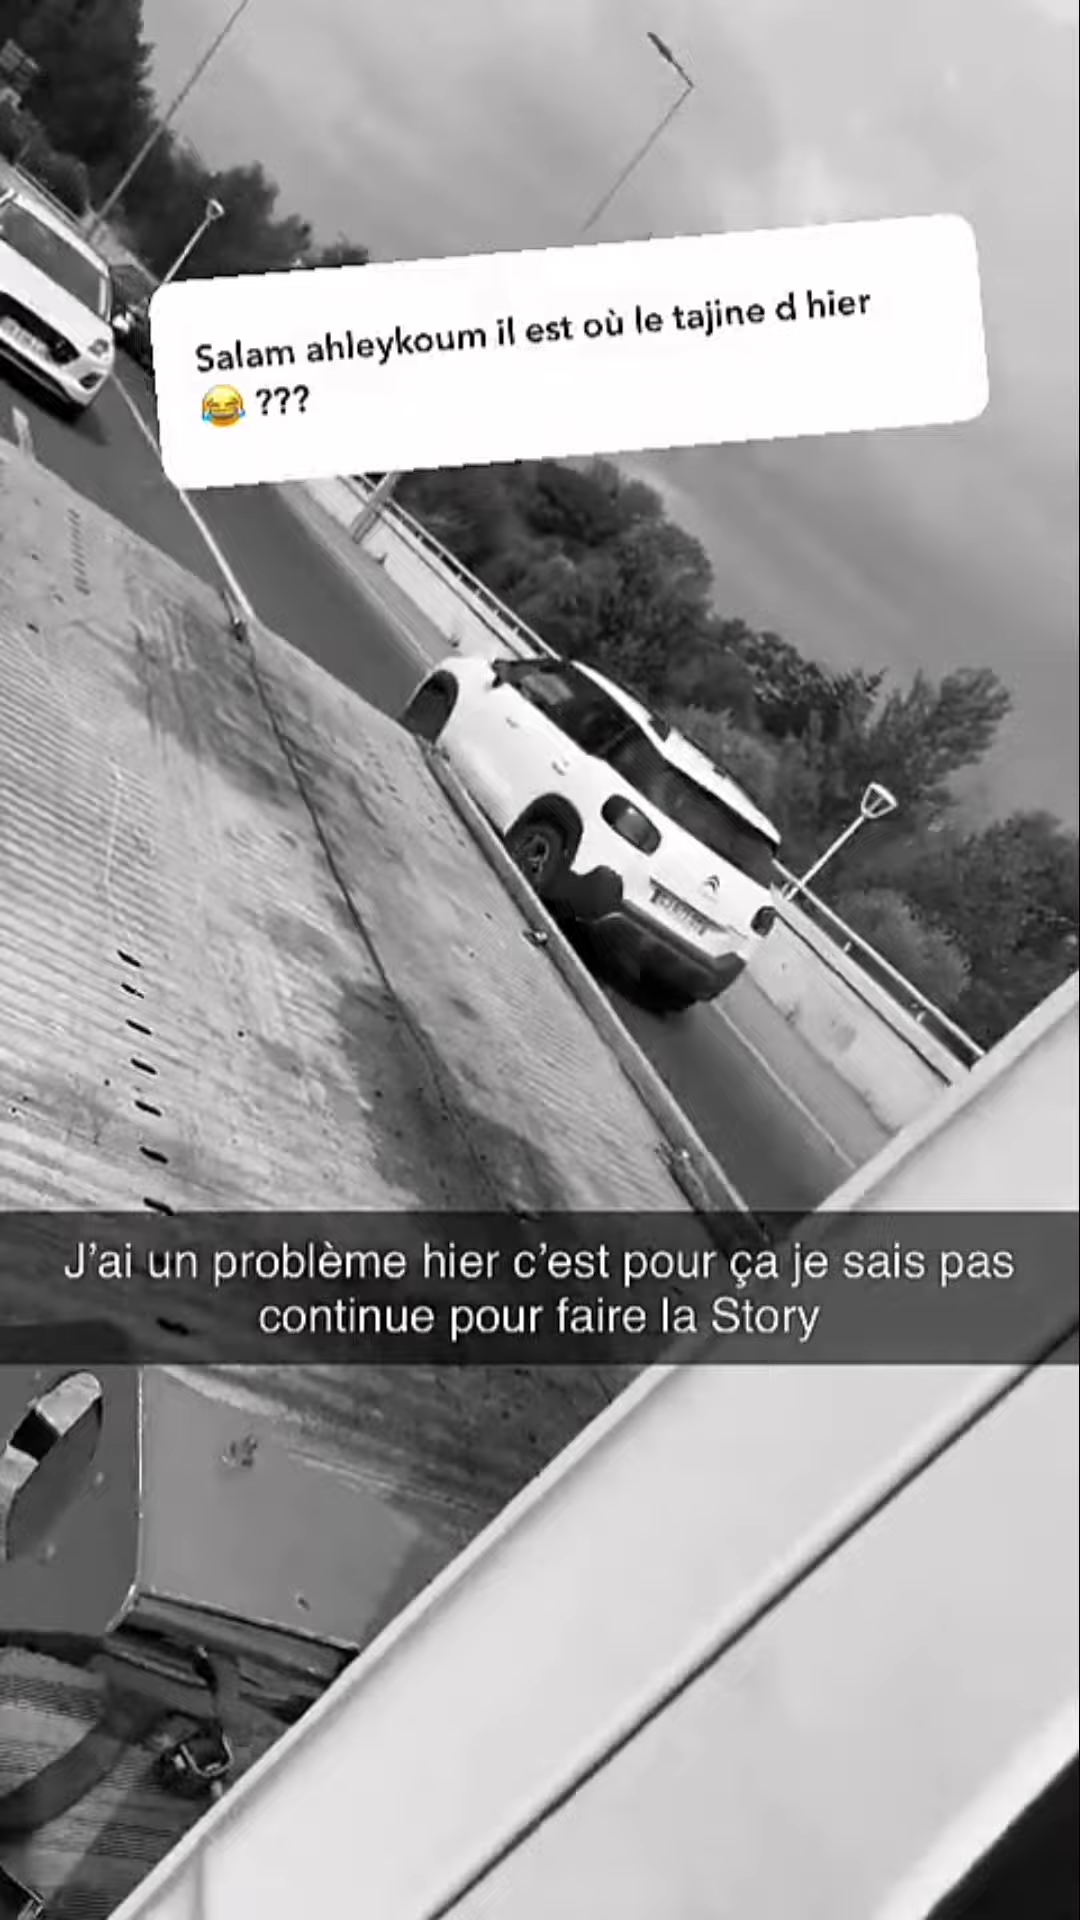 Salam ahleykoum il est où le tajine d hier
😂 ???
J’ai un problème hier c’est pour ça je sais pas
continue pour faire la Story